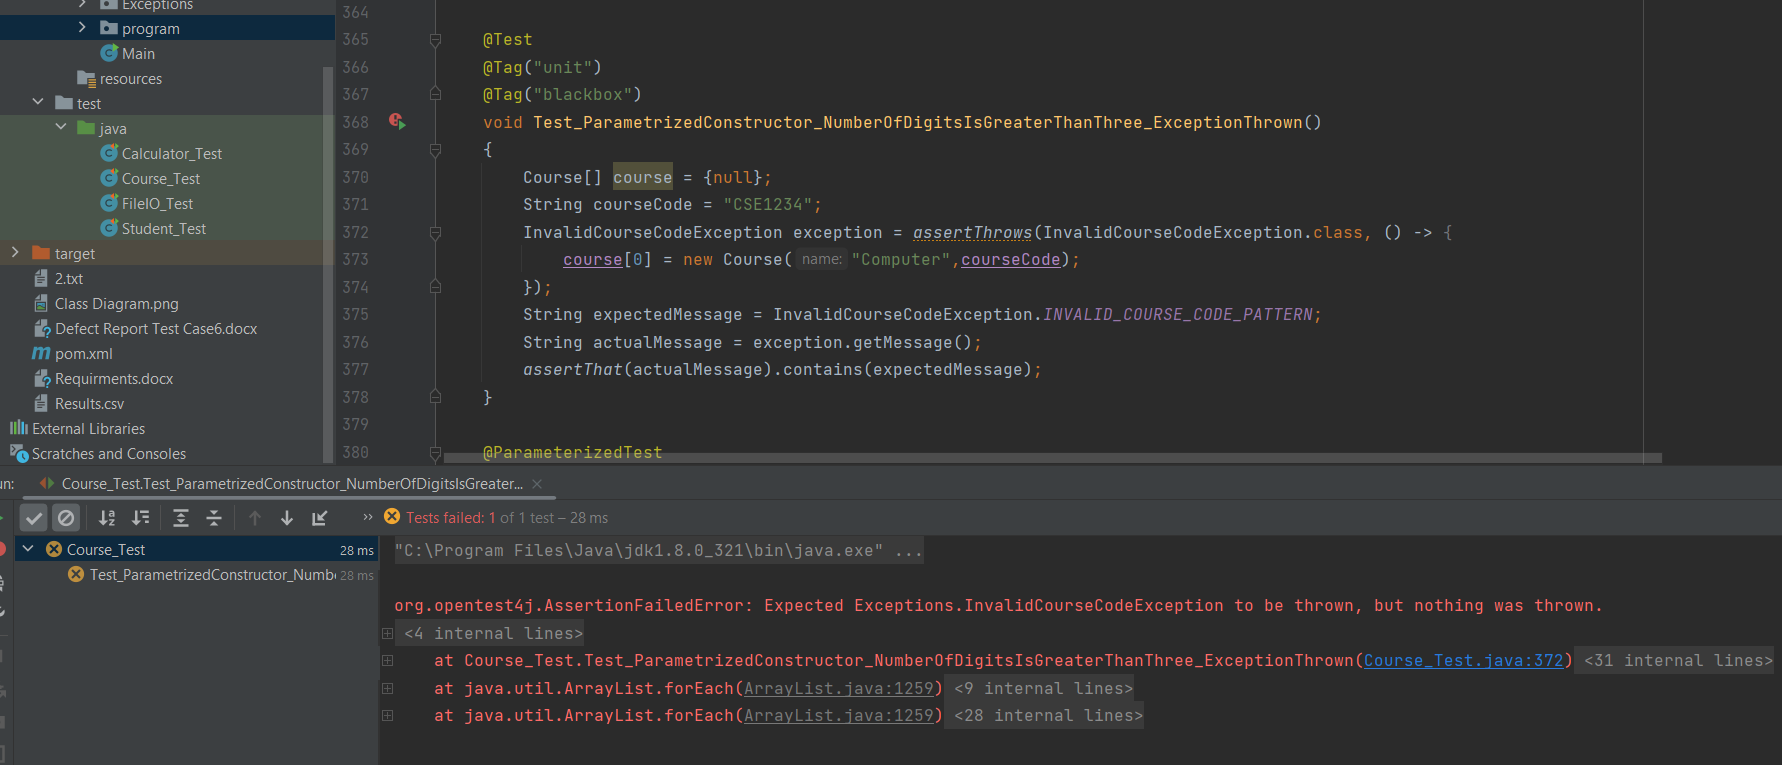 Exceptions
program
Main
resources
test
java
Calculator_Test
Course_Test
FileIO_Test
Student_Test
target
2.txt
Class Diagram.png
Defect Report Test Case6.docx
pom.xml
Requirments.docx
Results.csv
External Libraries
Scratches and Consoles
364
365 @Test
366 @Tag("unit")
367 @Tag("blackbox")
368 void Test_ParametrizedConstructor_NumberOfDigitsIsGreaterThanThree_ExceptionThrown()
369 {
370 Course[] course = {null};
371 String courseCode = "CSE1234";
372 InvalidCourseCodeException exception = assertThrows(InvalidCourseCodeException.class, () -> {
373 course[0] = new Course( name: "Computer",courseCode);
374 });
375 String expectedMessage = InvalidCourseCodeException.INVALID_COURSE_CODE_PATTERN;
376 String actualMessage = exception.getMessage();
377 assertThat(actualMessage).contains(expectedMessage);
378 }
379
380 @ParameterizedTest
un: Course_Test.Test_ParametrizedConstructor_NumberOfDigitsIsGreater...
Tests failed: 1 of 1 test – 28 ms
Course_Test 28 ms
Test_ParametrizedConstructor_Numbe 28 ms
"C:\Program Files\Java\jdk1.8.0_321\bin\java.exe" ...
org.opentest4j.AssertionFailedError: Expected Exceptions.InvalidCourseCodeException to be thrown, but nothing was thrown.
<4 internal lines>
at Course_Test.Test_ParametrizedConstructor_NumberOfDigitsIsGreaterThanThree_ExceptionThrown(Course_Test.java:372) <31 internal lines>
at java.util.ArrayList.forEach(ArrayList.java:1259) <9 internal lines>
at java.util.ArrayList.forEach(ArrayList.java:1259) <28 internal lines>